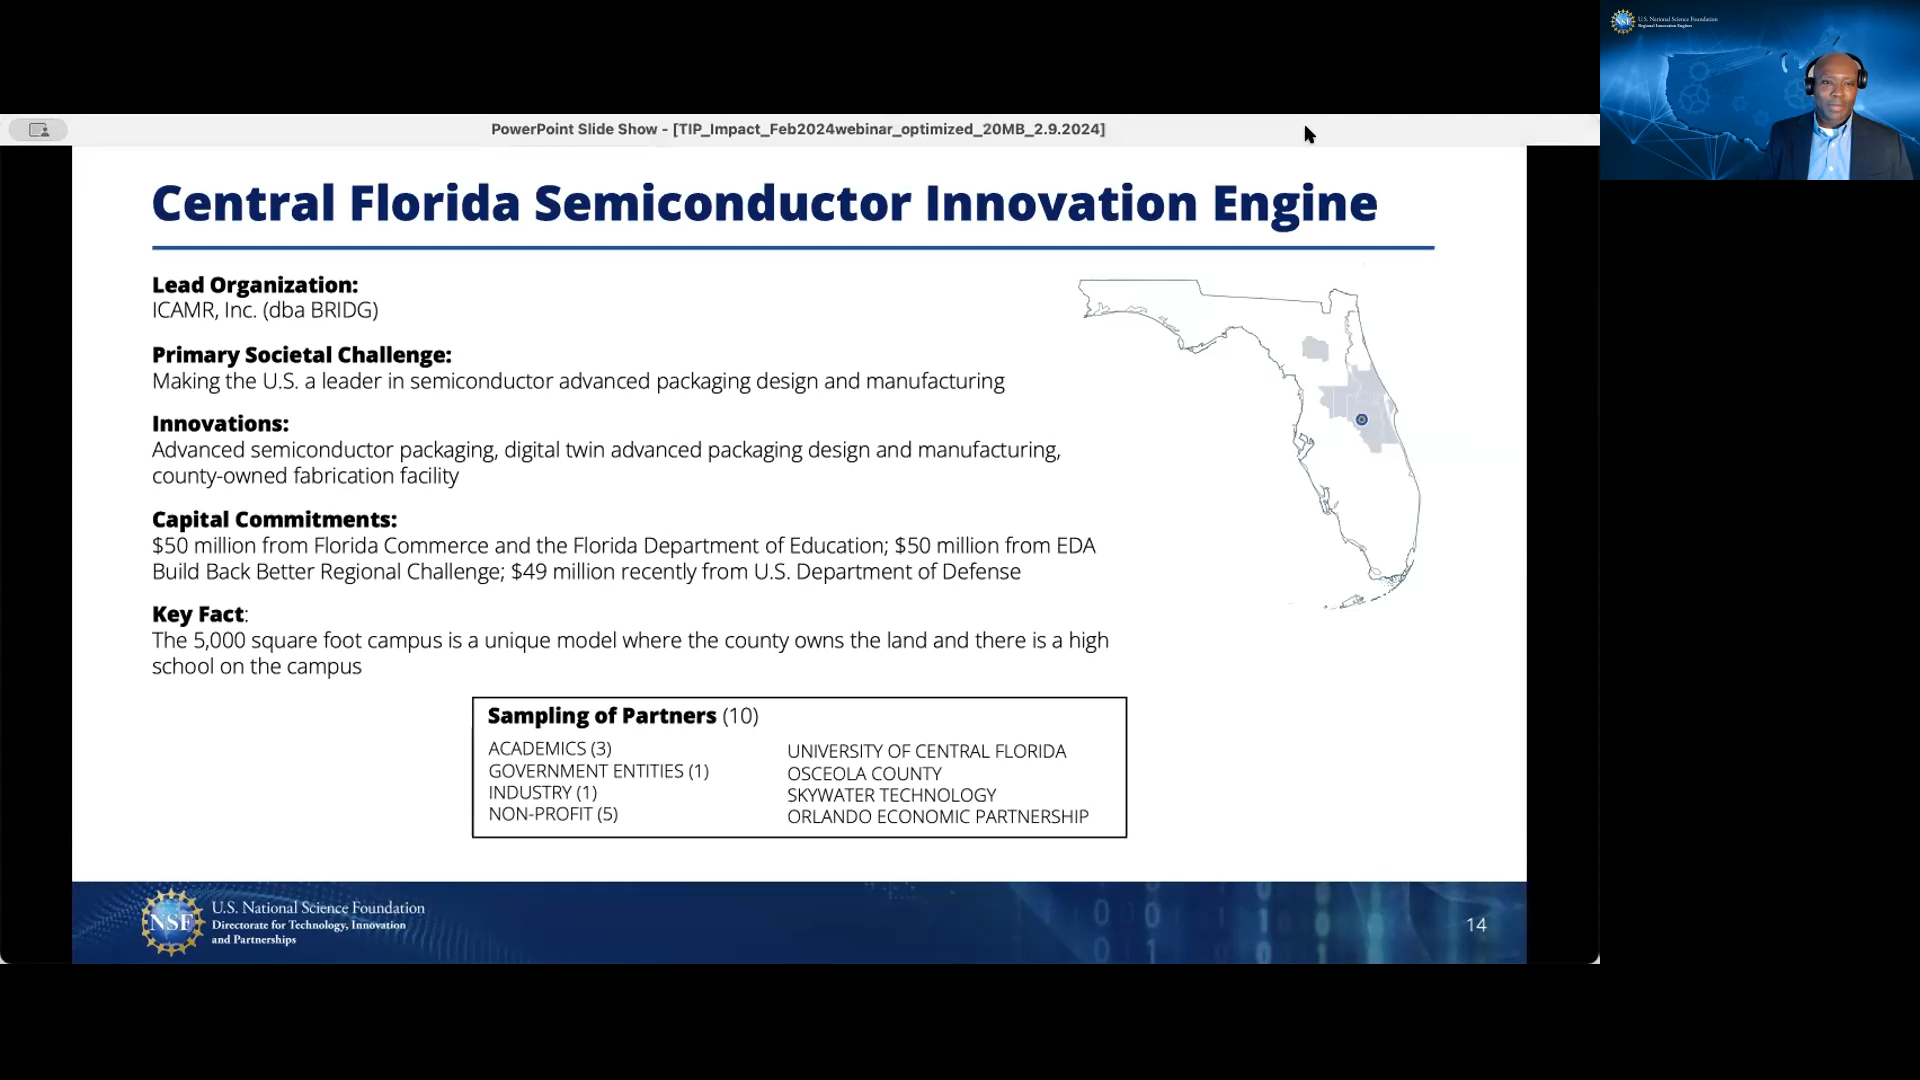 U.S. National Science Foundation
Regional Innovation Engines
PowerPoint Slide Show - [TIP_Impact_Feb2024webinar_optimized_20MB_2.9.2024]
Central Florida Semiconductor Innovation Engine
Lead Organization:
ICAMR, Inc. (dba BRIDG)
Primary Societal Challenge:
Making the U.S. a leader in semiconductor advanced packaging design and manufacturing
Innovations:
Advanced semiconductor packaging, digital twin advanced packaging design and manufacturing,
county-owned fabrication facility
Capital Commitments:
$50 million from Florida Commerce and the Florida Department of Education; $50 million from EDA
Build Back Better Regional Challenge; $49 million recently from U.S. Department of Defense
Key Fact:
The 5,000 square foot campus is a unique model where the county owns the land and there is a high
school on the campus
Sampling of Partners (10)
ACADEMICS (3)
GOVERNMENT ENTITIES (1)
INDUSTRY (1)
NON-PROFIT (5)
UNIVERSITY OF CENTRAL FLORIDA
OSCEOLA COUNTY
SKYWATER TECHNOLOGY
ORLANDO ECONOMIC PARTNERSHIP
NSF
U.S. National Science Foundation
Directorate for Technology, Innovation
and Partnerships
14